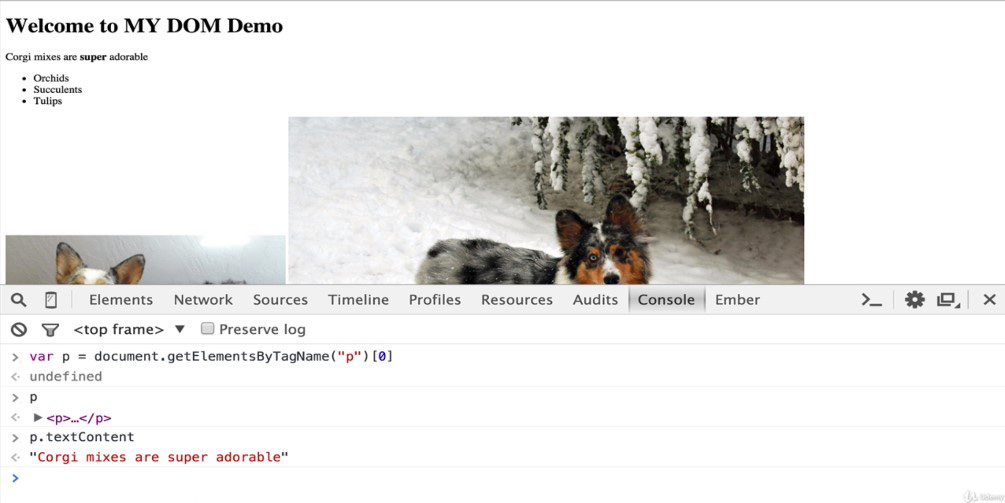 Welcome to MY DOM Demo
Corgi mixes are super adorable
• Orchids
• Succulents
• Tulips
Elements Network Sources Timeline Profiles Resources Audits Console Ember
<top frame> ▼ Preserve log
> var p = document.getElementsByTagName("p")[0]
undefined
> p
▶ <p>…</p>
> p.textContent
"Corgi mixes are super adorable"
>
Udemy